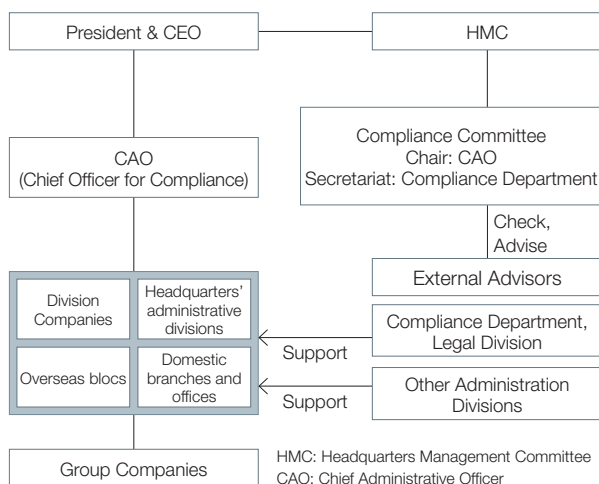 President & CEO
HMC
CAO
(Chief Officer for Compliance)
Compliance Committee
Chair: CAO
Secretariat: Compliance Department
Check,
Advise
External Advisors
Division
Companies
Headquarters’
administrative
divisions
Overseas blocs
Domestic
branches and
offices
Support
Compliance Department,
Legal Division
Support
Other Administration
Divisions
Group Companies
HMC: Headquarters Management Committee
CAO: Chief Administrative Officer